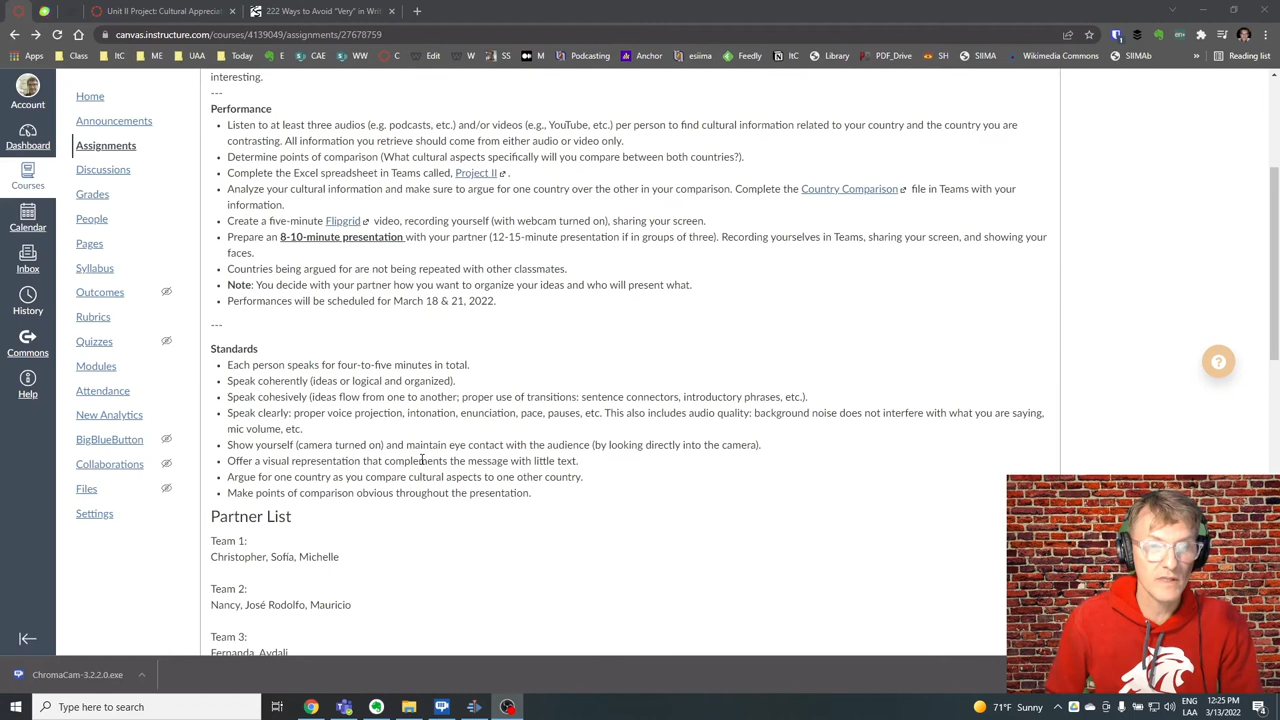 Unit II Project: Cultural Appreciat
222 Ways to Avoid "Very" in Writ
canvas.instructure.com/courses/4139049/assignments/27678759
Apps
UAA
Class
ItC
ME
SC
UAA
C
EX
Music
News
Podcasting
Anchor
esima
Feedly
ItC
Library
PDF_Drive
SH
SIIMA
SIIMAb
Reading list
Account
Dashboard
Courses
Calendar
Inbox
History
Commons
Help
Home
Announcements
Assignments
Discussions
Grades
People
Pages
Syllabus
Outcomes
Rubrics
Quizzes
Modules
Attendance
New Analytics
BigBlueButton
Collaborations
Files
Settings
interesting.
---
Performance
• Listen to at least three audios (e.g. podcasts, etc.) and/or videos (e.g., YouTube, etc.) per person to find cultural information related to your country and the country you are
contrasting. All information you retrieve should come from either audio or video only.
• Determine points of comparison (What cultural aspects specifically will you compare between both countries?).
• Complete the Excel spreadsheet in Teams called, Project II .
• Analyze your cultural information and make sure to argue for one country over the other in your comparison. Complete the Country Comparison file in Teams with your
information.
• Create a five-minute Flipgrid video, recording yourself (with webcam turned on), sharing your screen.
• Prepare an 8-10-minute presentation with your partner (12-15-minute presentation if in groups of three). Recording yourselves in Teams, sharing your screen, and showing your
faces.
• Countries being argued for are not being repeated with other classmates.
• Note: You decide with your partner how you want to organize your ideas and who will present what.
• Performances will be scheduled for March 18 & 21, 2022.
---
Standards
• Each person speaks for four-to-five minutes in total.
• Speak coherently (ideas or logical and organized).
• Speak cohesively (ideas flow from one to another; proper use of transitions: sentence connectors, introductory phrases, etc.).
• Speak clearly: proper voice projection, intonation, enunciation, pace, pauses, etc. This also includes audio quality: background noise does not interfere with what you are saying,
mic volume, etc.
• Show yourself (camera turned on) and maintain eye contact with the audience (by looking directly into the camera).
• Offer a visual representation that complements the message with little text.
• Argue for one country as you compare cultural aspects to one other country.
• Make points of comparison obvious throughout the presentation.
Partner List
Team 1:
Christopher, Sofía, Michelle
Team 2:
Nancy, José Rodolfo, Mauricio
Team 3:
Fernanda, Aydali
ChromaCam-3.2.2.0.exe
Type here to search
71°F Sunny
ENG
LAA
12:25 PM
3/13/2022
4